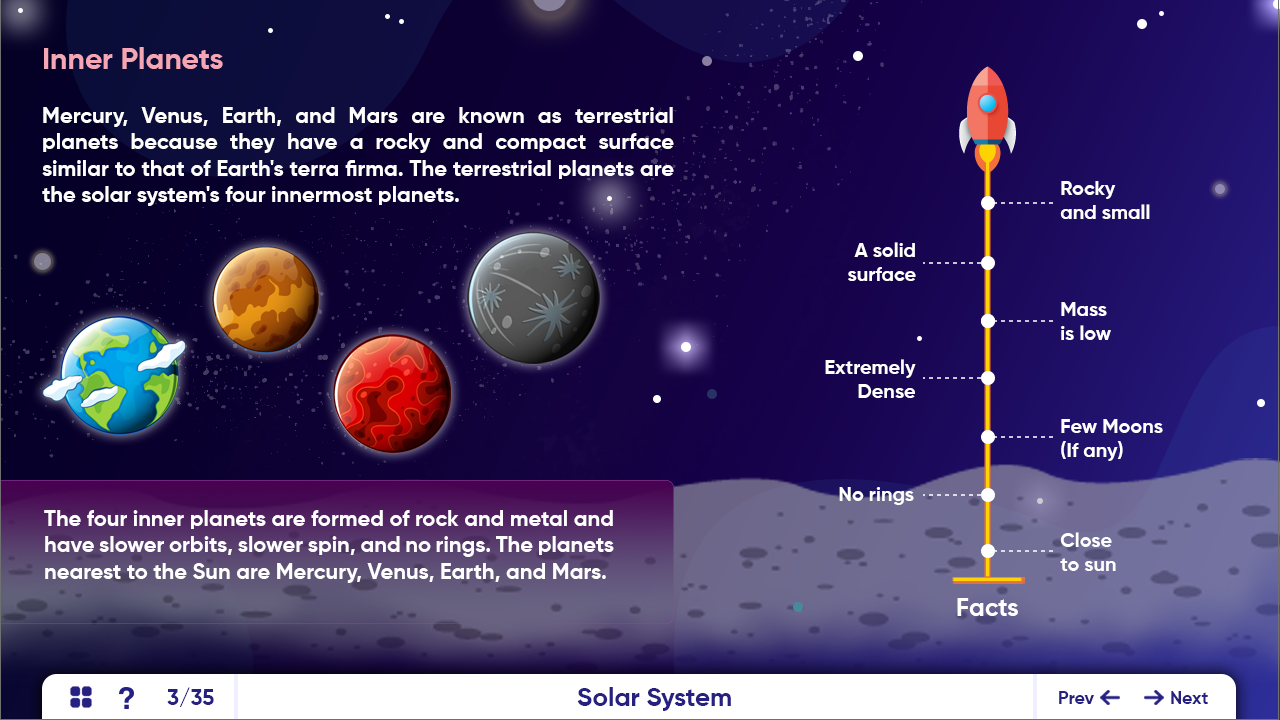 Inner Planets
Mercury, Venus, Earth, and Mars are known as terrestrial
planets because they have a rocky and compact surface
similar to that of Earth's terra firma. The terrestrial planets are
the solar system's four innermost planets.
The four inner planets are formed of rock and metal and
have slower orbits, slower spin, and no rings. The planets
nearest to the Sun are Mercury, Venus, Earth, and Mars.
Rocky
and small
A solid
surface
Mass
is low
Extremely
Dense
Few Moons
(If any)
No rings
Close
to sun
Facts
? 3/35
Solar System
Prev
Next